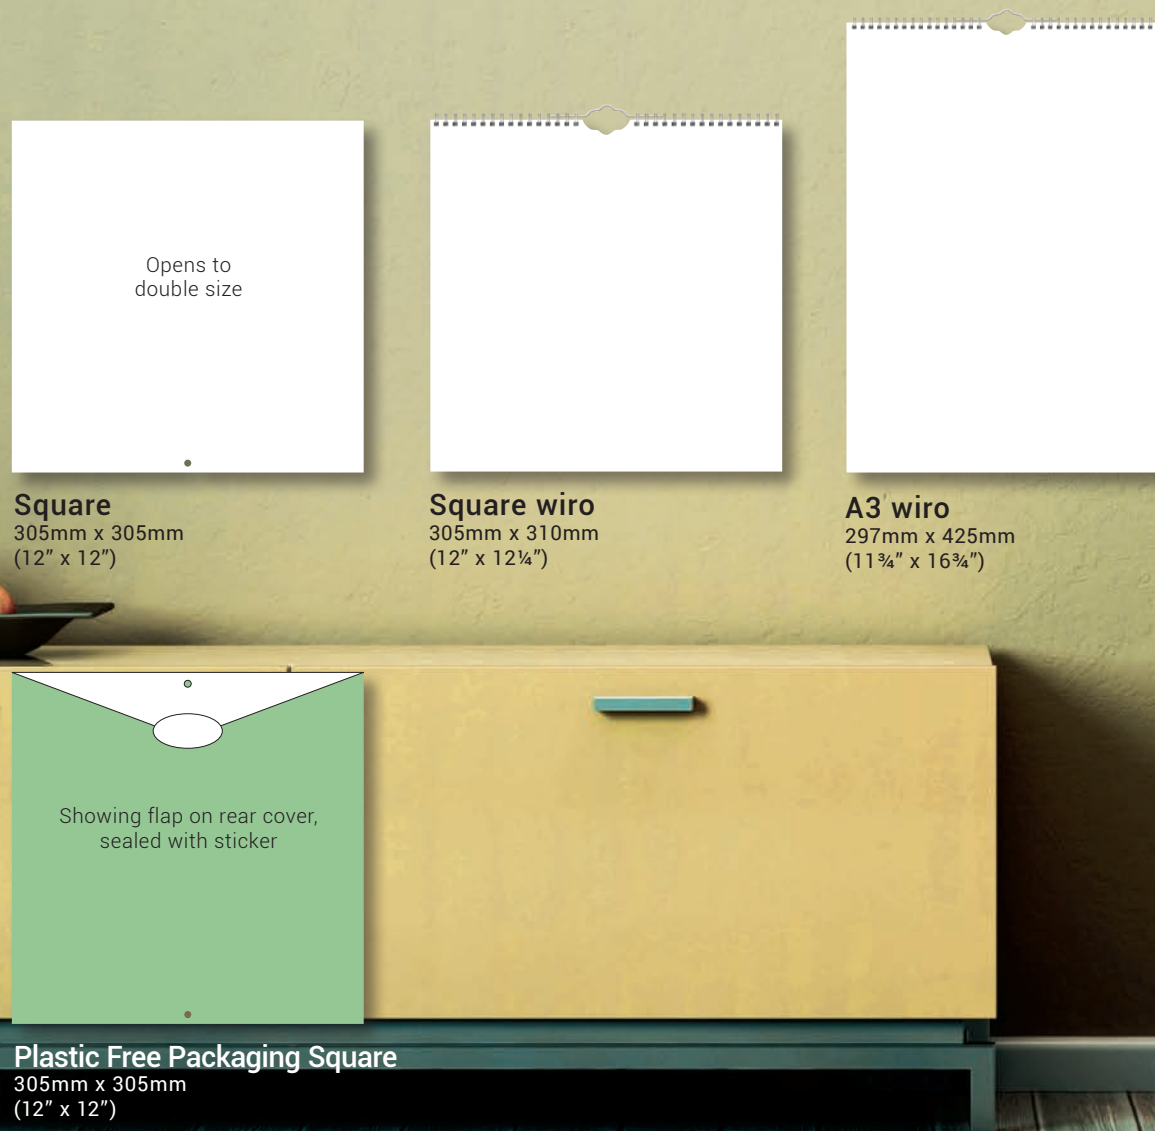 Opens to
double size
Square
305mm x 305mm
(12” x 12”)
Square wiro
305mm x 310mm
(12” x 12¼”)
A3 wiro
297mm x 425mm
(11¾” x 16¾”)
Showing flap on rear cover,
sealed with sticker
Plastic Free Packaging Square
305mm x 305mm
(12” x 12”)